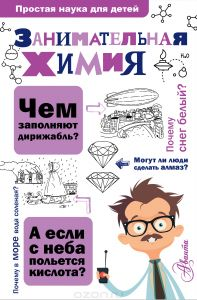 Простая наука для детей
ЗАНИМАТЕЛЬНАЯ
ХИМИЯ
Чем
заполняют
дирижабль?
Почему
снег белый?
Могут ли люди
сделать алмаз?
Почему в море вода соленая?
А если
с неба
польется
кислота?
Аванта